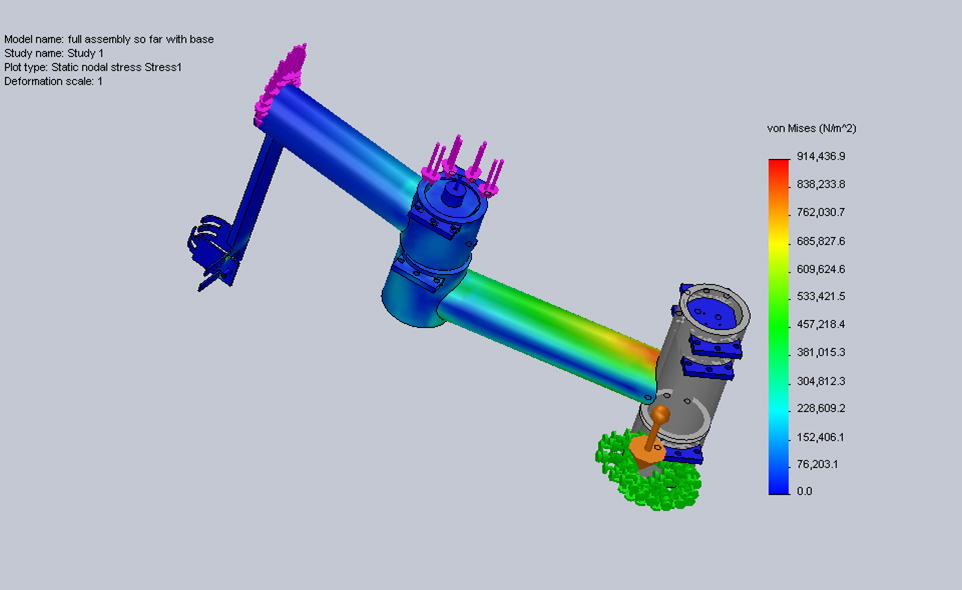 Model name: full assembly so far with base
Study name: Study 1
Plot type: Static nodal stress Stress1
Deformation scale: 1
von Mises (N/m^2)
914,436.9
838,233.8
762,030.7
685,827.6
609,624.6
533,421.5
457,218.4
381,015.3
304,812.3
228,609.2
152,406.1
76,203.1
0.0